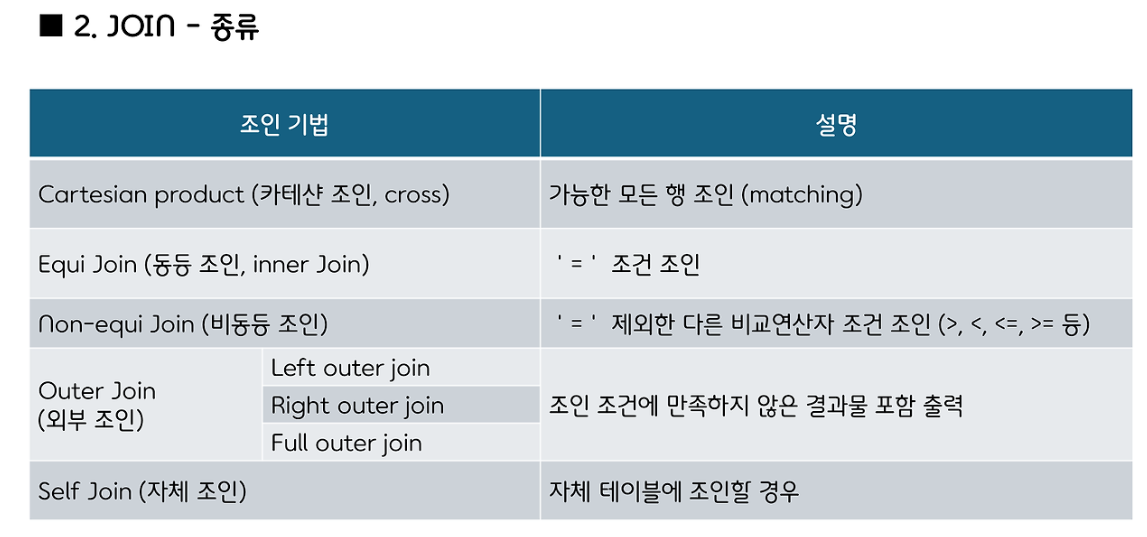 ■ 2. JOIN - 종류
조인 기법
설명
Cartesian product (카테샨 조인, cross)
가능한 모든 행 조인 (matching)
Equi Join (동등 조인, inner Join)
' = ' 조건 조인
Non-equi Join (비동등 조인)
' = ' 제외한 다른 비교연산자 조건 조인 (>, <, <=, >= 등)
Outer Join
(외부 조인)
Left outer join
Right outer join
Full outer join
조인 조건에 만족하지 않은 결과물 포함 출력
Self Join (자체 조인)
자체 테이블에 조인할 경우